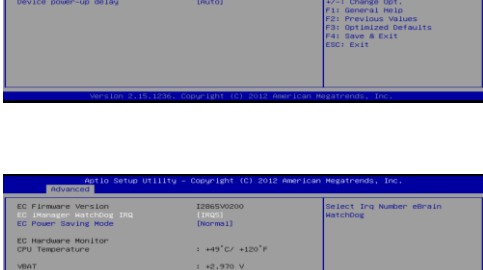 Device power-up delay [Auto]
+/-: Change Opt.
F1: General Help
F2: Previous Values
F3: Optimized Defaults
F4: Save & Exit
ESC: Exit
Version 2.15.1236. Copyright (C) 2012 American Megatrends, Inc.
Aptio Setup Utility - Copyright (C) 2012 American Megatrends, Inc.
Advanced
EC Firmware Version I2865V0200
EC iManager WatchDog IRQ [IRQ5]
EC Power Saving Mode [Normal]
Select Irq Number eBrain
WatchDog
EC Hardware Monitor
CPU Temperature : +49°C/ +120°F
VBAT : +2.970 V